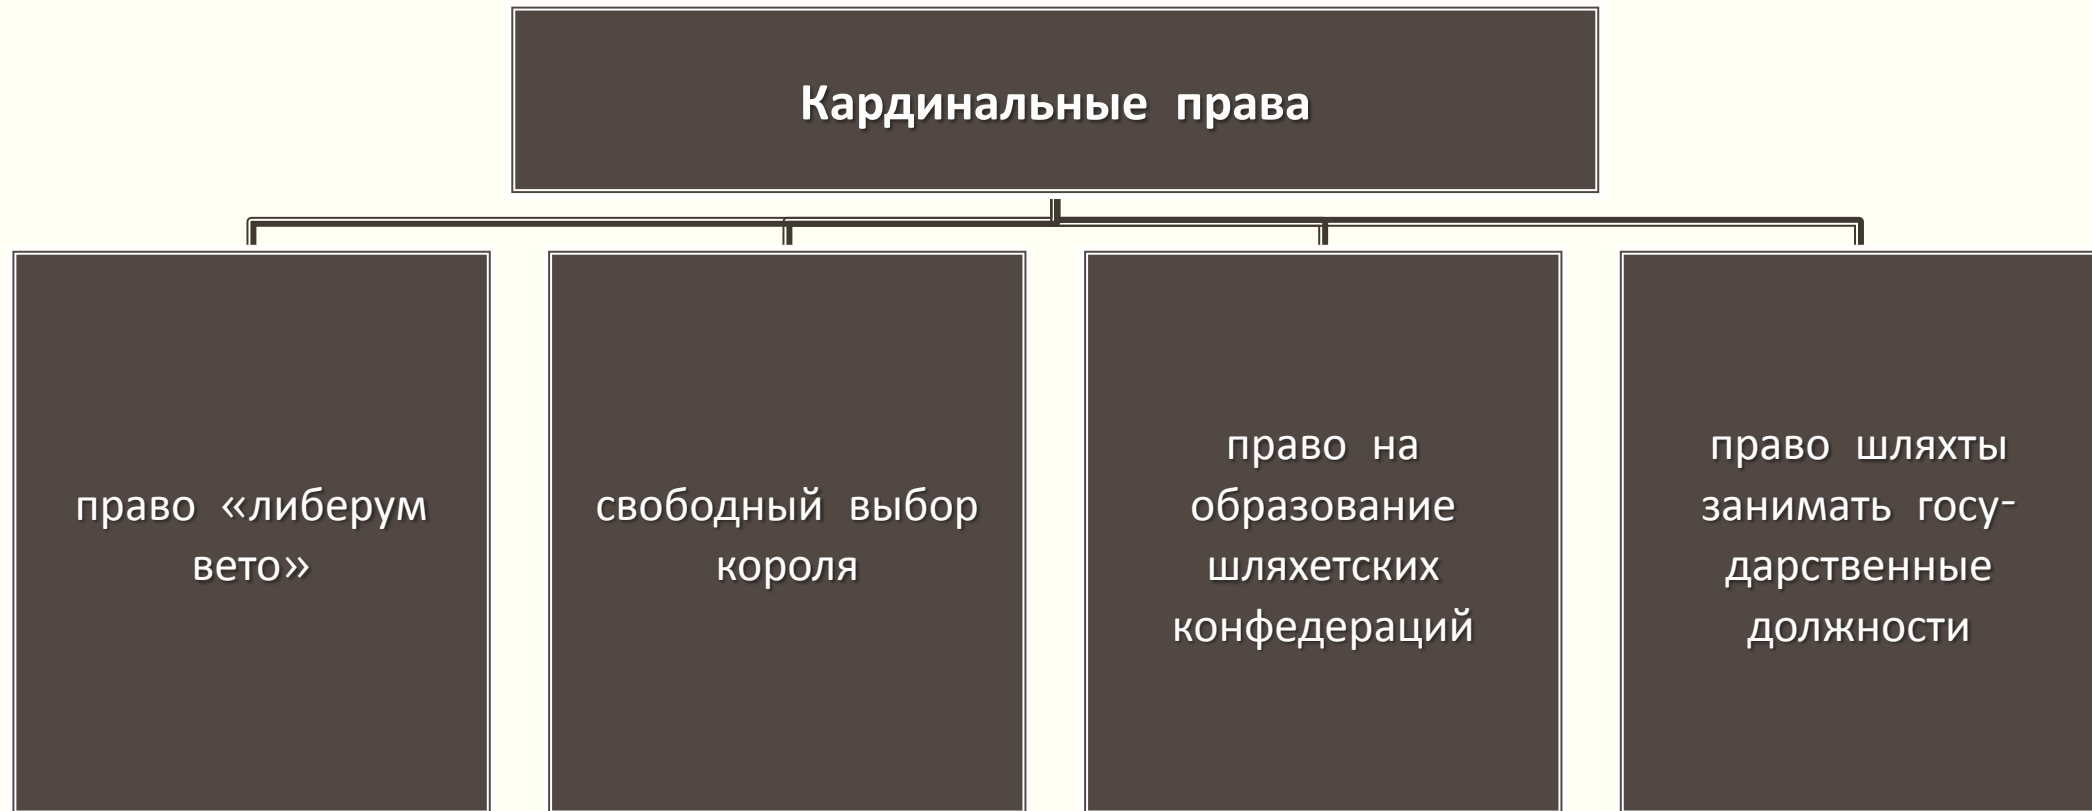 Кардинальные права
право «либерум
вето»
свободный выбор
короля
право на
образование
шляхетских
конфедераций
право шляхты
занимать госу-
дарственные
должности